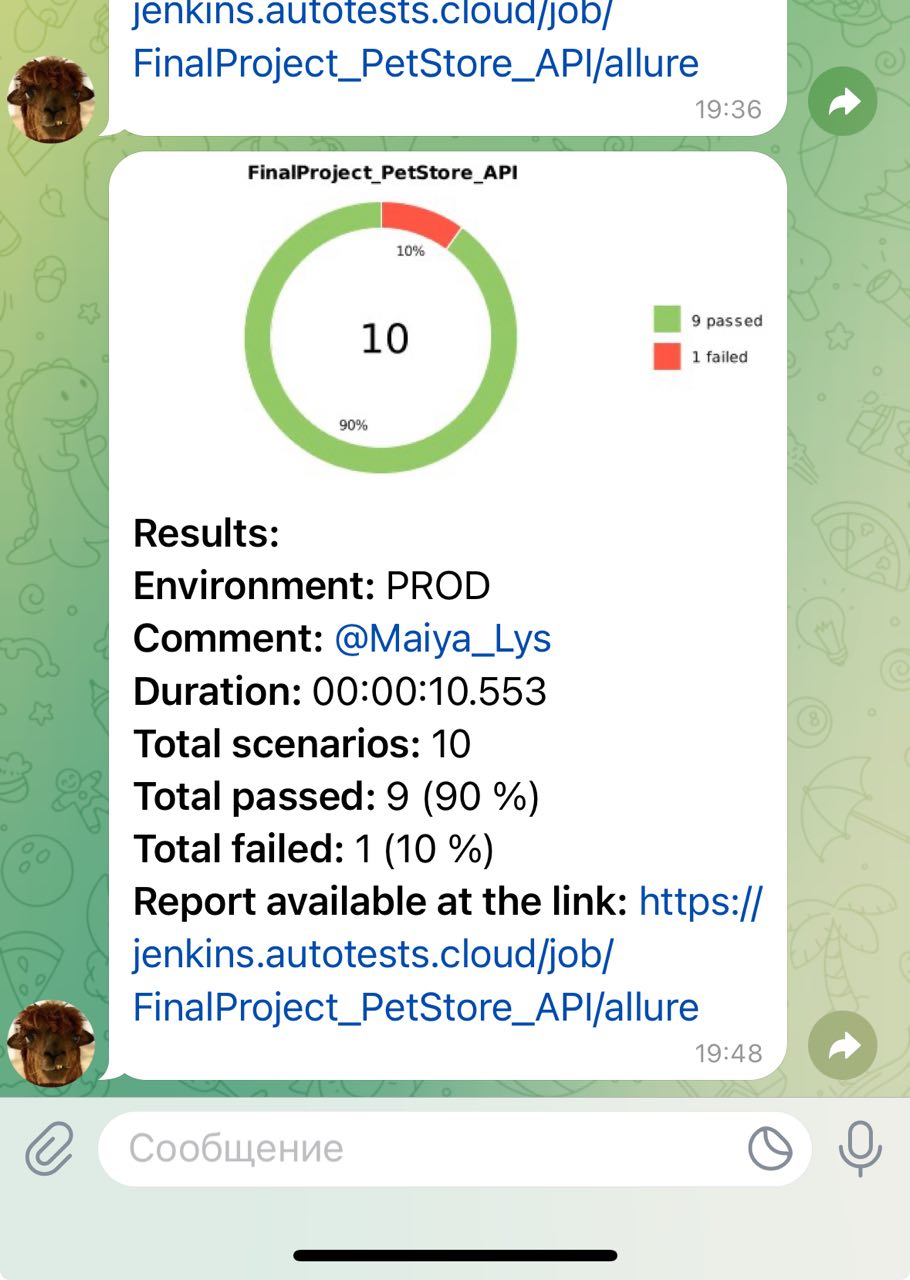 jenkins.autotests.cloud/job/
FinalProject_PetStore_API/allure
19:36
FinalProject_PetStore_API
10%
10
9 passed
1 failed
90%
Results:
Environment: PROD
Comment: @Maiya_Lys
Duration: 00:00:10.553
Total scenarios: 10
Total passed: 9 (90 %)
Total failed: 1 (10 %)
Report available at the link: https://
jenkins.autotests.cloud/job/
FinalProject_PetStore_API/allure
19:48
Сообщение